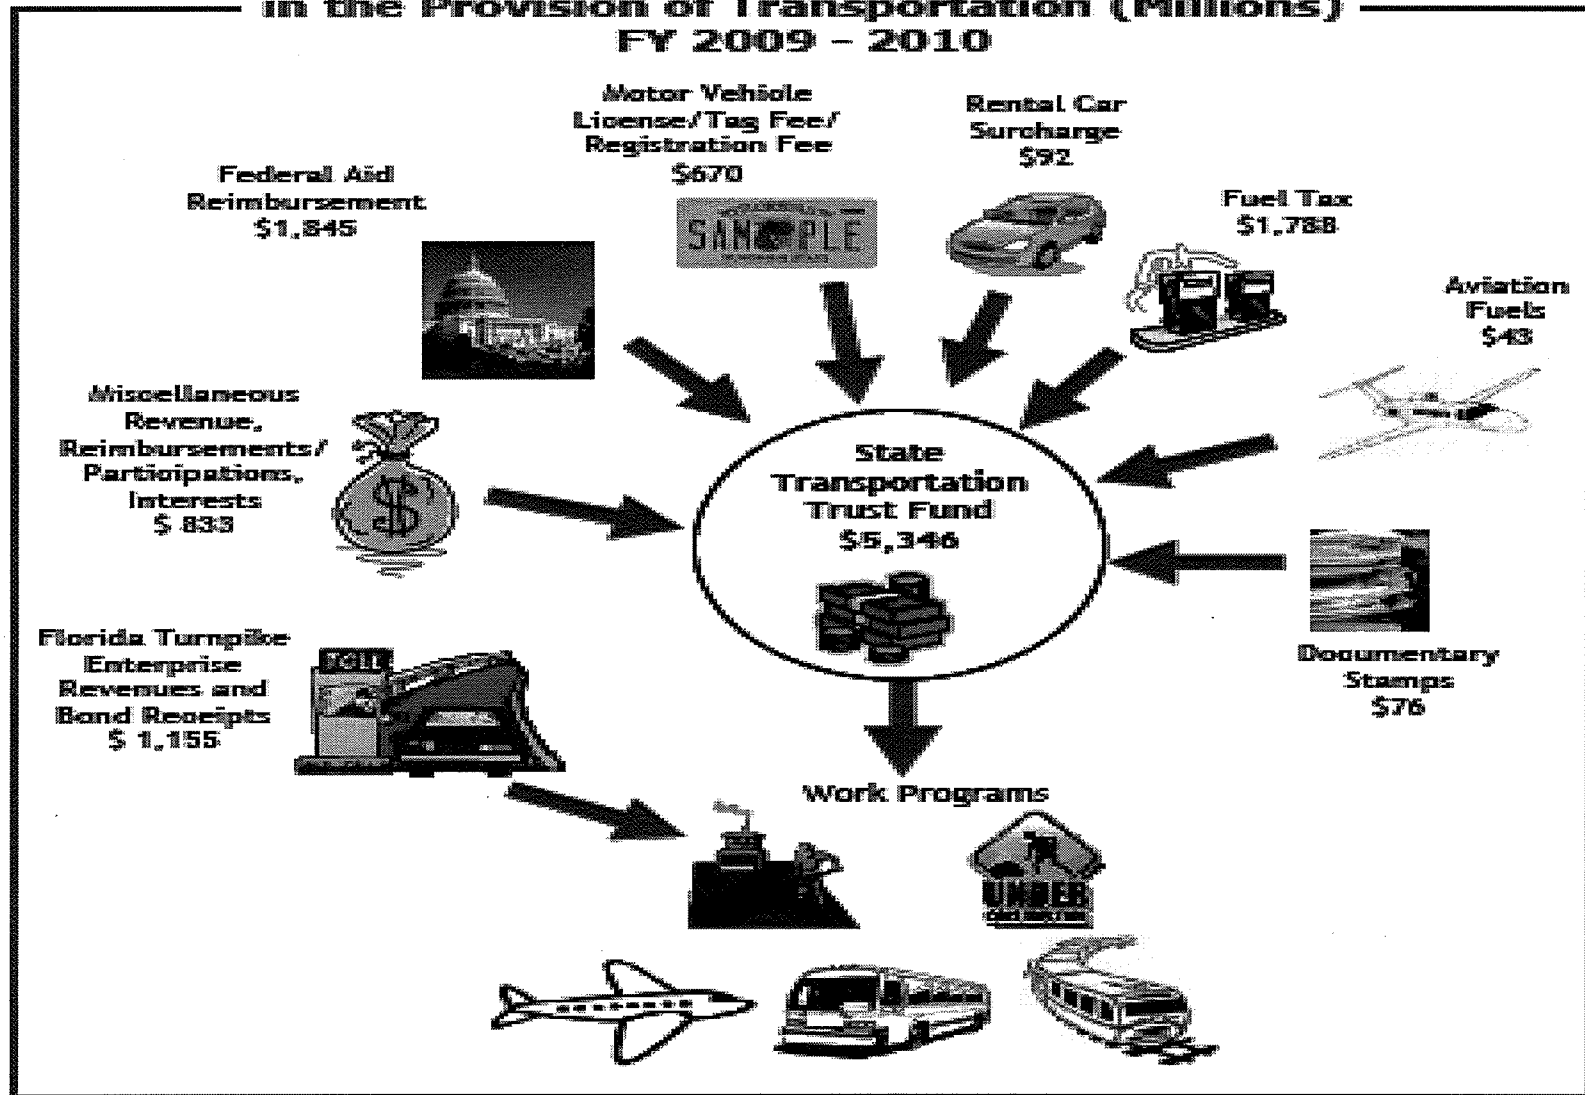 in the Provision of Transportation (Millions)
FY 2009 - 2010
Motor Vehicle
License/Tag Fee/
Registration Fee
$670
Rental Car
Surcharge
$92
Federal Aid
Reimbursement
$1,845
Fuel Tax
$1,788
SAMPLE
Aviation
Fuels
$43
Miscellaneous
Revenue,
Reimbursements/
Participations,
Interests
$ 833
State
Transportation
Trust Fund
$5,346
Florida Turnpike
Enterprise
Revenues and
Bond Receipts
$ 1,155
TOLL
Documentary
Stamps
$76
Work Programs
UNDER